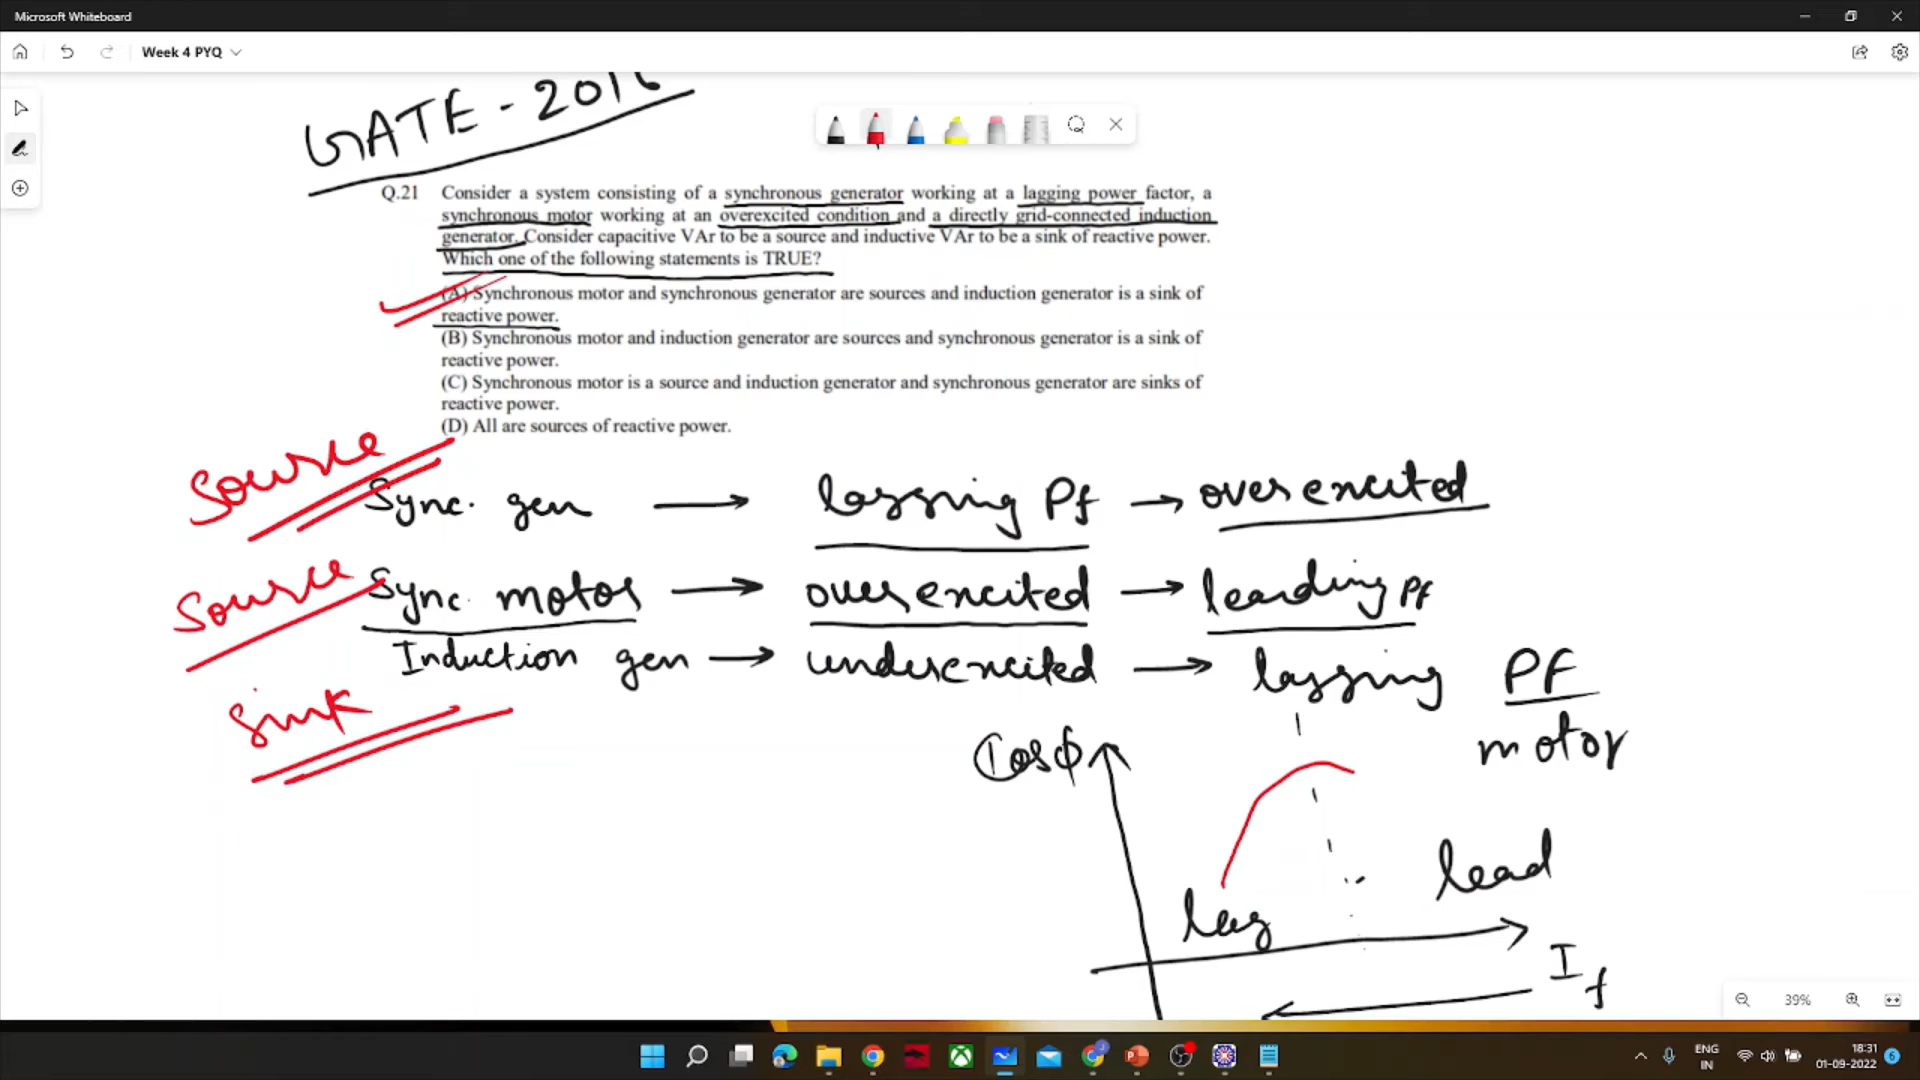 Microsoft Whiteboard
Week 4 PYQ
GATE - 2016
Q.21 Consider a system consisting of a synchronous generator working at a lagging power factor, a
synchronous motor working at an overexcited condition and a directly grid-connected induction
generator. Consider capacitive VAr to be a source and inductive VAr to be a sink of reactive power.
Which one of the following statements is TRUE?
(A) Synchronous motor and synchronous generator are sources and induction generator is a sink of
reactive power.
(B) Synchronous motor and induction generator are sources and synchronous generator is a sink of
reactive power.
(C) Synchronous motor is a source and induction generator and synchronous generator are sinks of
reactive power.
(D) All are sources of reactive power.
Source Sync. gen → lagging Pf → overexcited
Source Sync. motor → overexcited → leading Pf
Induction gen → underexcited → lagging PF
Sink
motor
Cosϕ
lead
lag
If
39%
ENG
IN
18:31
01-09-2022
6